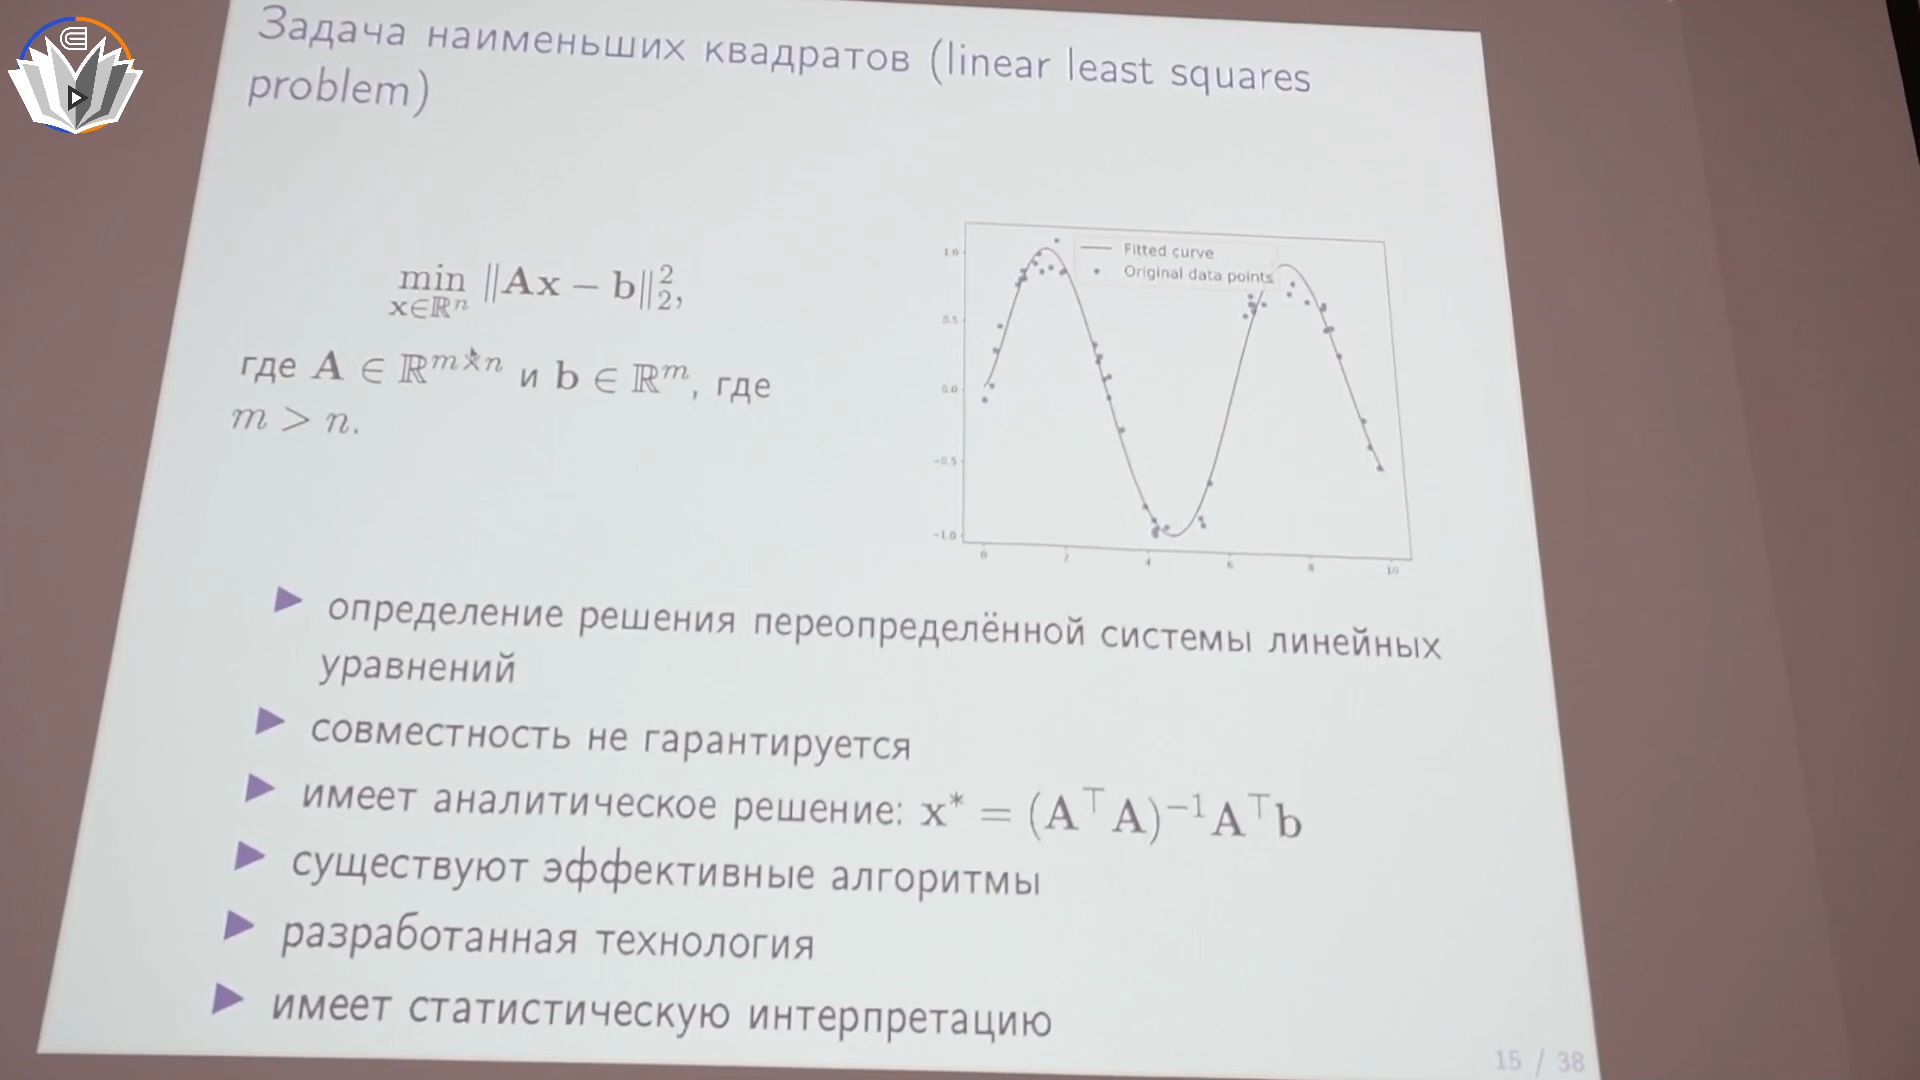 Задача наименьших квадратов (linear least squares
problem)
min ‖Ax − b‖₂²,
x∈ℝⁿ
где A ∈ ℝᵐˣⁿ и b ∈ ℝᵐ, где
m > n.
Fitted curve
Original data points
1.0
0.5
0.0
−0.5
−1.0
0 2 4 6 8 10
определение решения переопределённой системы линейных
уравнений
совместность не гарантируется
имеет аналитическое решение: x* = (A⊤A)⁻¹A⊤b
существуют эффективные алгоритмы
разработанная технология
имеет статистическую интерпретацию
15 / 38